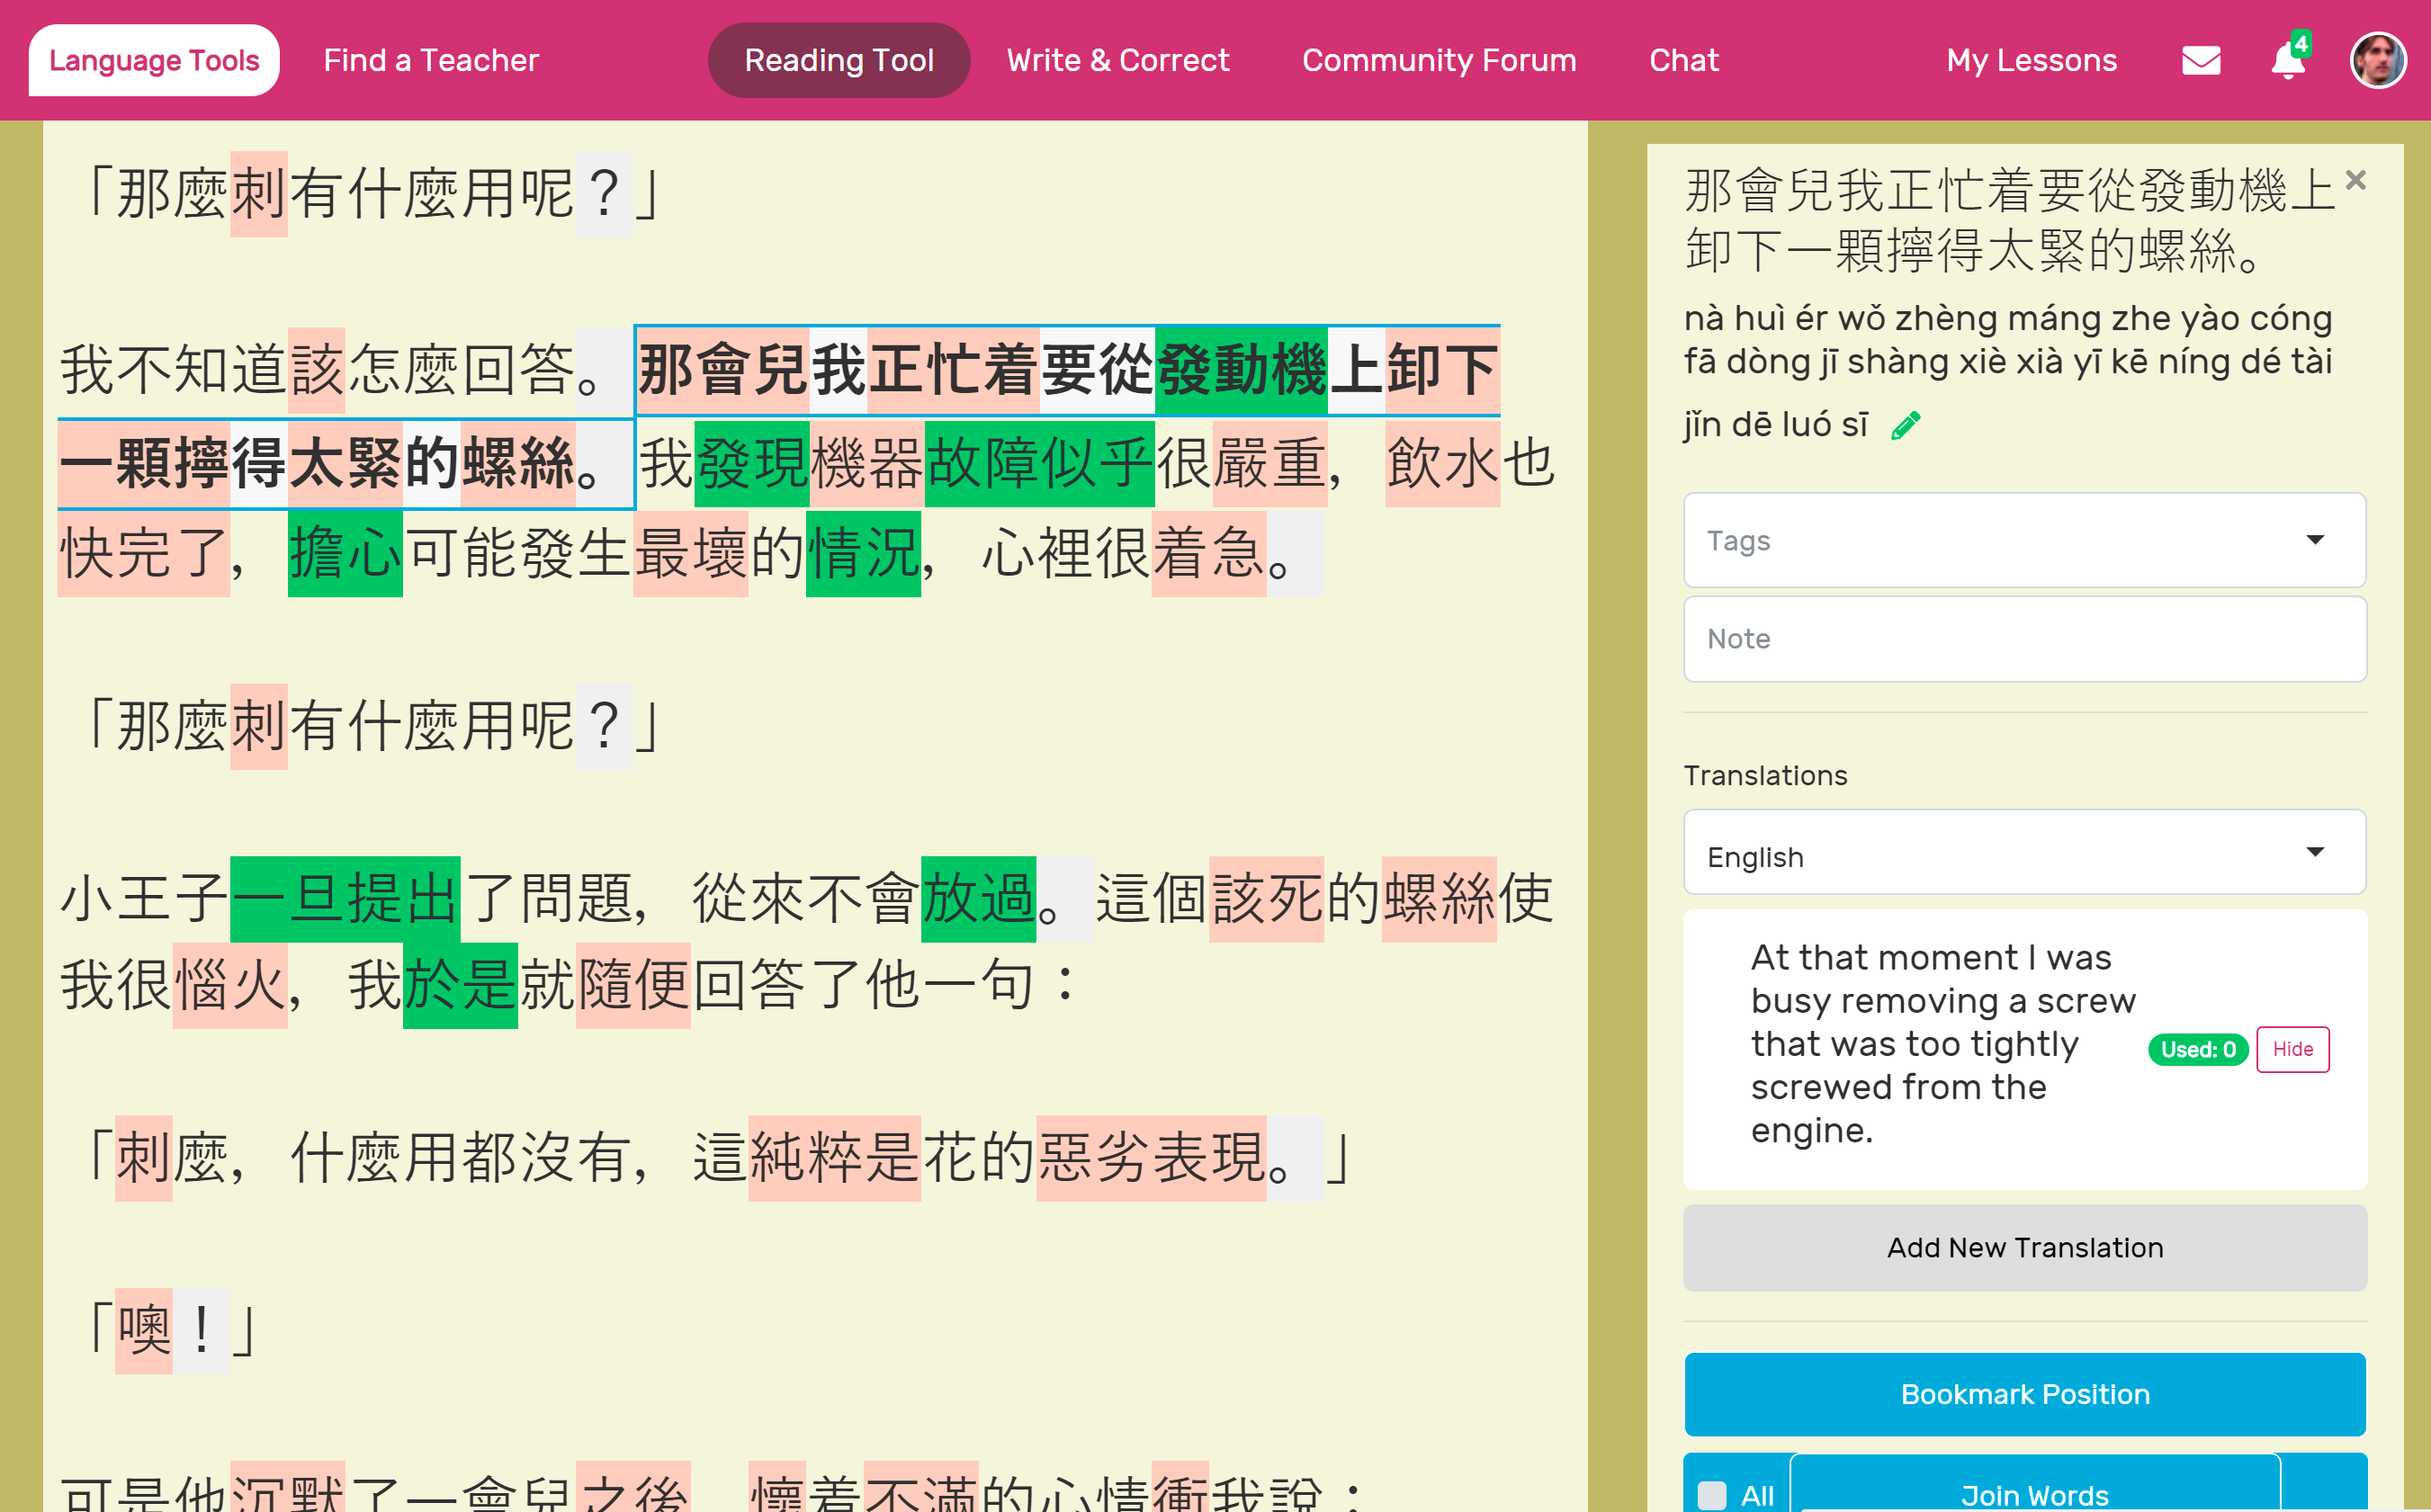 Language Tools Find a Teacher Reading Tool Write & Correct Community Forum Chat My Lessons 4
「那麼刺有什麼用呢？」
我不知道該怎麼回答。那會兒我正忙着要從發動機上卸下
一顆擰得太緊的螺絲。我發現機器故障似乎很嚴重，飲水也
快完了，擔心可能發生最壞的情況，心裡很着急。
「那麼刺有什麼用呢？」
小王子一旦提出了問題，從來不會放過。這個該死的螺絲使
我很惱火，我於是就隨便回答了他一句：
「刺麼，什麼用都沒有，這純粹是花的惡劣表現。」
「噢！」
可是他沉默了一會兒之後，懷着不滿的心情衝我說：
那會兒我正忙着要從發動機上
卸下一顆擰得太緊的螺絲。
×
nà huì ér wǒ zhèng máng zhe yào cóng
fā dòng jī shàng xiè xià yī kē níng dé tài
jǐn dē luó sī
Tags
Note
Translations
English
At that moment I was
busy removing a screw
that was too tightly
screwed from the
engine.
Used: 0 Hide
Add New Translation
Bookmark Position
All Join Words